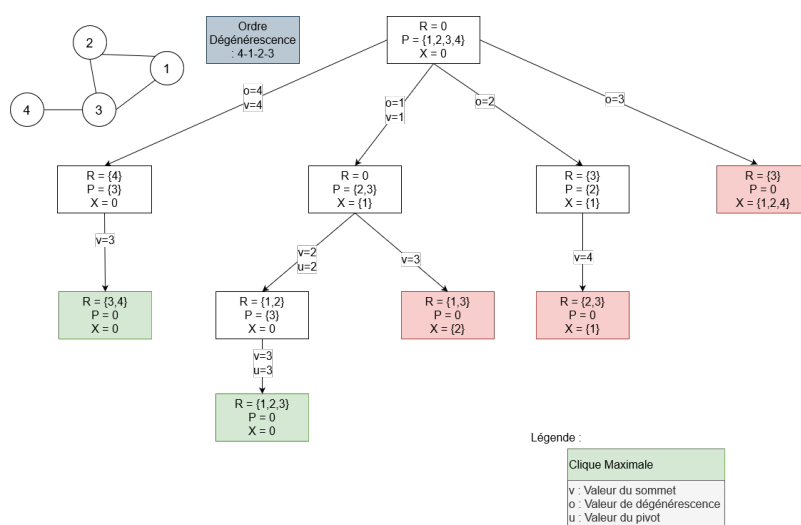 2
1
4
3
Ordre
Dégénérescence
: 4-1-2-3
R = 0
P = {1,2,3,4}
X = 0
o=4
v=4
o=1
v=1
o=2
o=3
R = {4}
P = {3}
X = 0
R = 0
P = {2,3}
X = {1}
R = {3}
P = {2}
X = {1}
R = {3}
P = 0
X = {1,2,4}
v=3
v=2
u=2
v=3
v=4
R = {3,4}
P = 0
X = 0
R = {1,2}
P = {3}
X = 0
R = {1,3}
P = 0
X = {2}
R = {2,3}
P = 0
X = {1}
v=3
u=3
R = {1,2,3}
P = 0
X = 0
Légende :
Clique Maximale
v : Valeur du sommet
o : Valeur de dégénérescence
u : Valeur du pivot